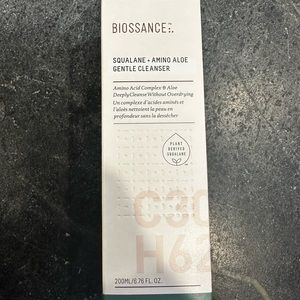 BIOSSANCE
SQUALANE + AMINO ALOE
GENTLE CLEANSER
Amino Acid Complex & Aloe
Deeply Cleanse Without Overdrying
Un complexe d'acides aminés et
l'aloès nettoient la peau en
profondeur sans la dessécher
PLANT
DERIVED
SQUALANE
C30
H62
200ML/6.76 FL. OZ.